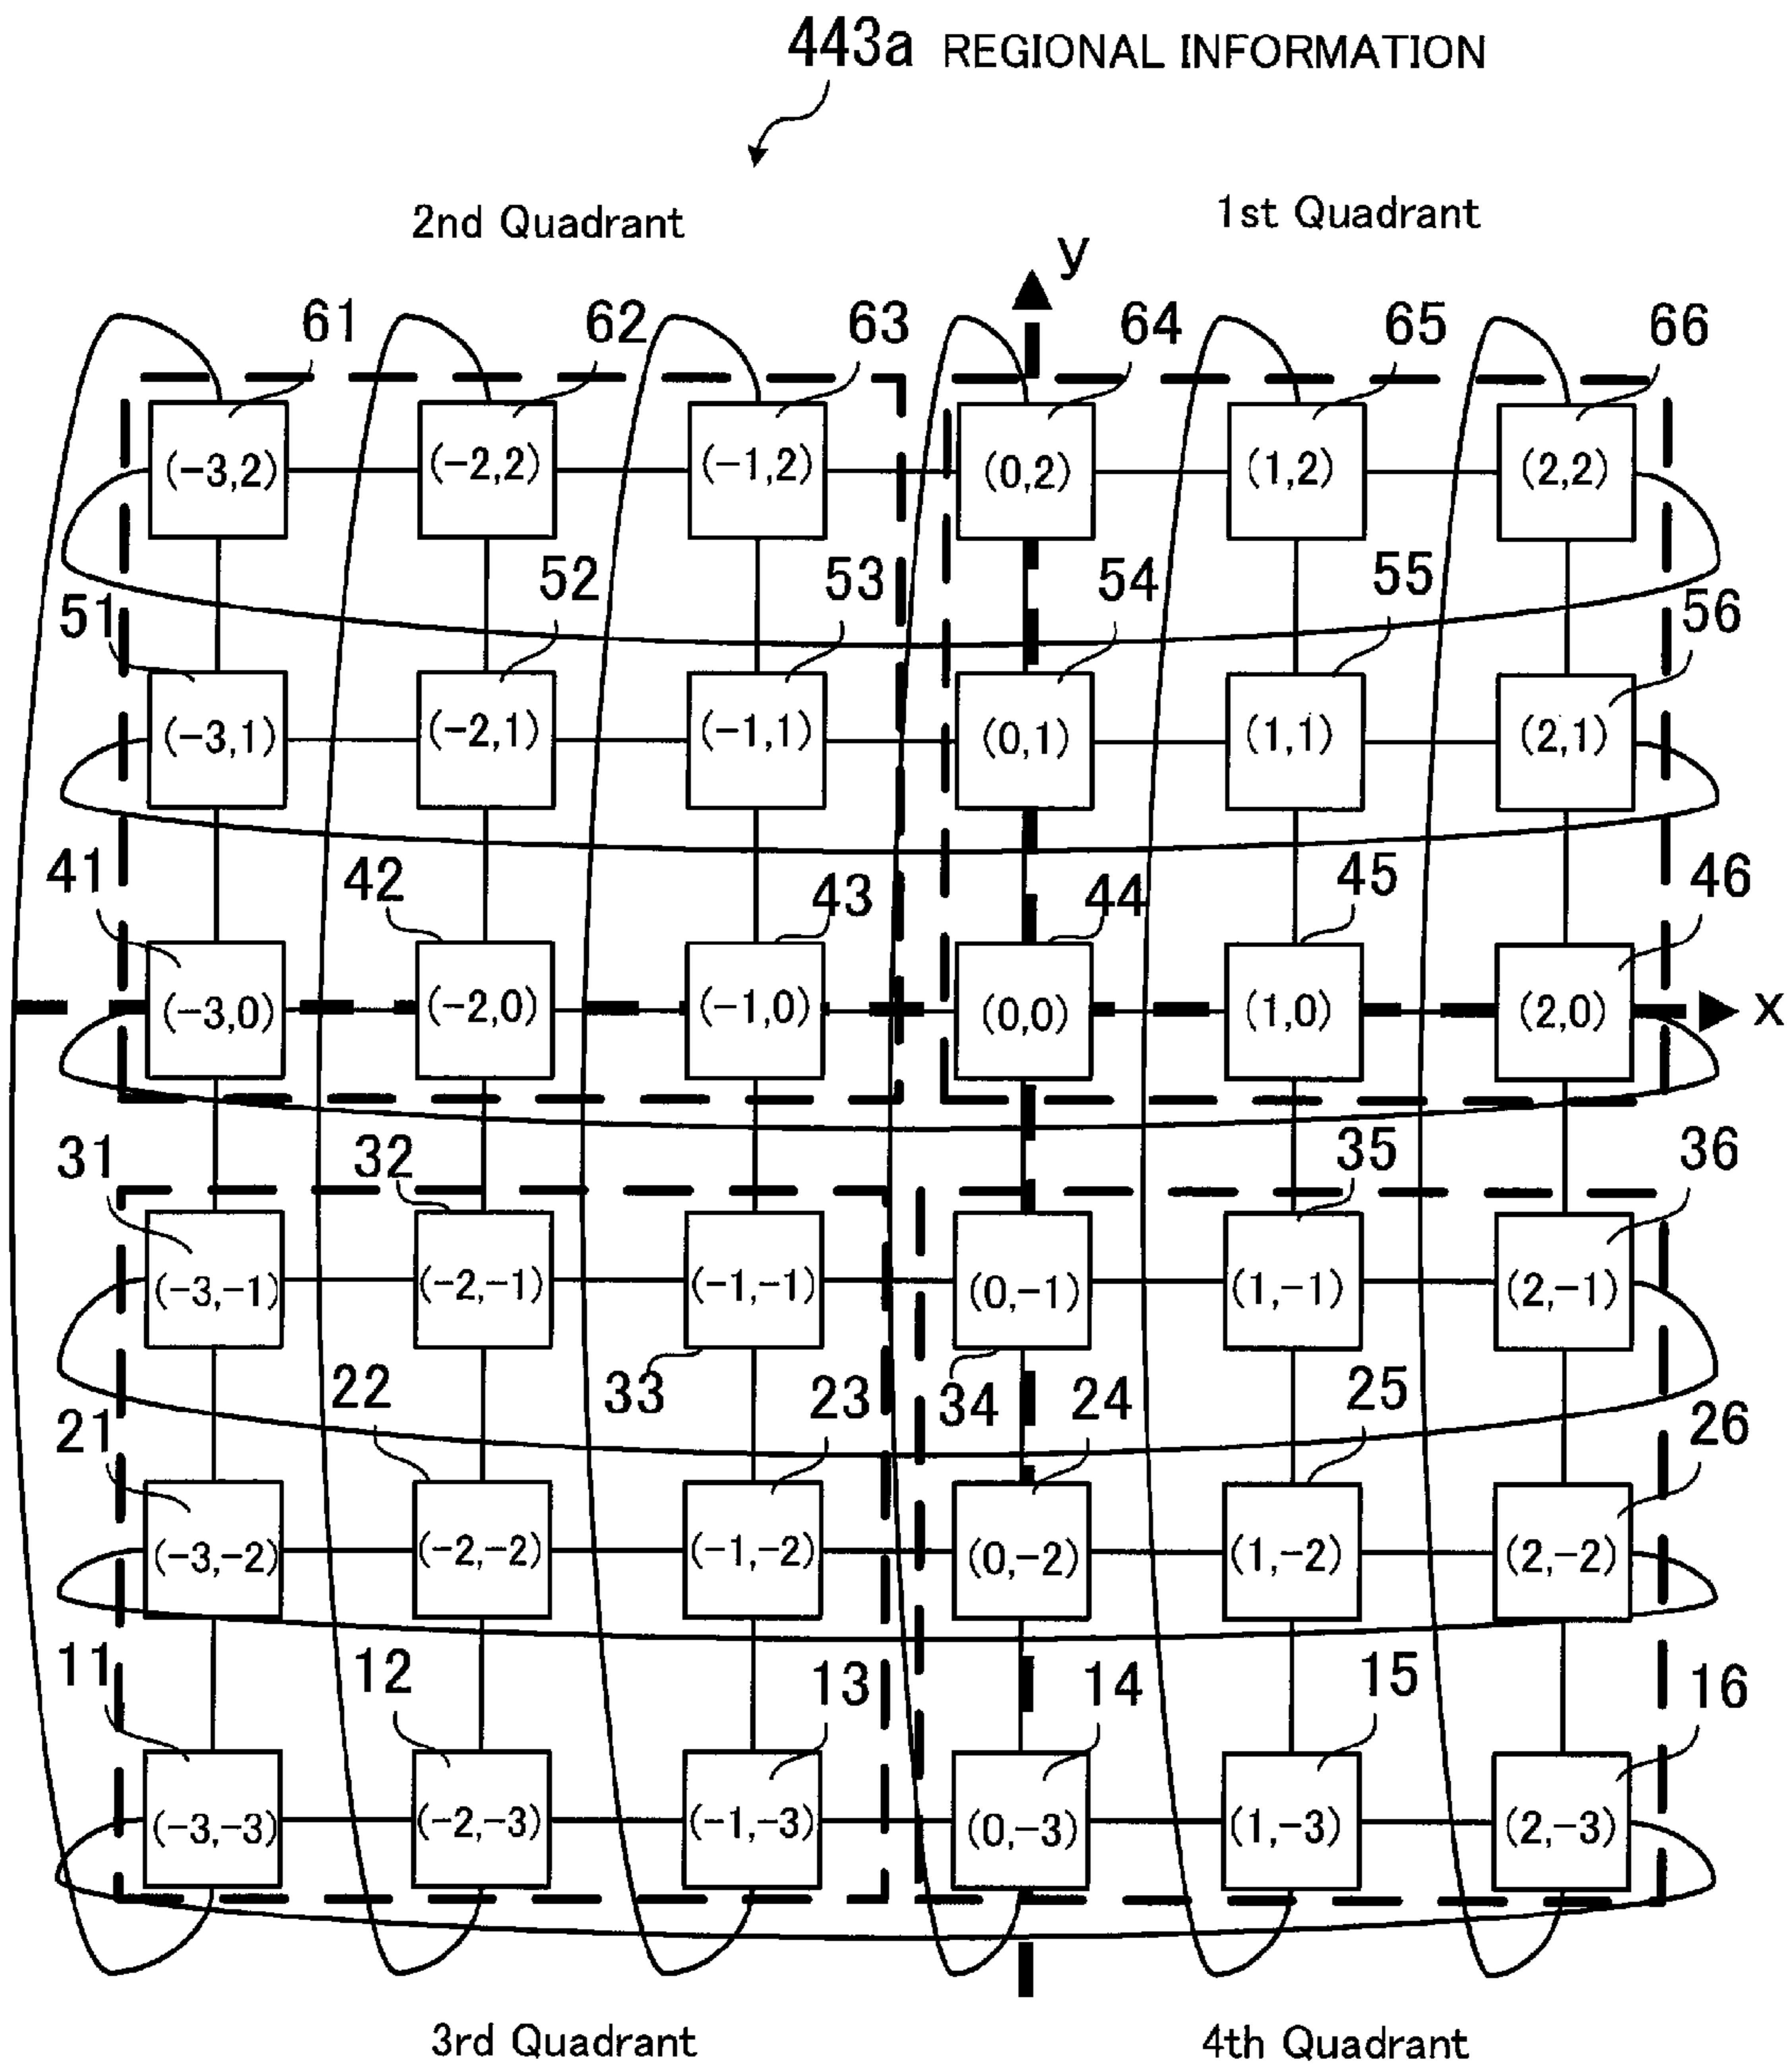 443a REGIONAL INFORMATION
2nd Quadrant 1st Quadrant
y
61 62 63 64 65 66
(-3,2) (-2,2) (-1,2) (0,2) (1,2) (2,2)
51 52 53 54 55 56
(-3,1) (-2,1) (-1,1) (0,1) (1,1) (2,1)
41 42 43 44 45 46
(-3,0) (-2,0) (-1,0) (0,0) (1,0) (2,0) x
31 32 35 36
(-3,-1) (-2,-1) (-1,-1) (0,-1) (1,-1) (2,-1)
21 22 33 23 34 24 25 26
(-3,-2) (-2,-2) (-1,-2) (0,-2) (1,-2) (2,-2)
11 12 13 14 15 16
(-3,-3) (-2,-3) (-1,-3) (0,-3) (1,-3) (2,-3)
3rd Quadrant 4th Quadrant